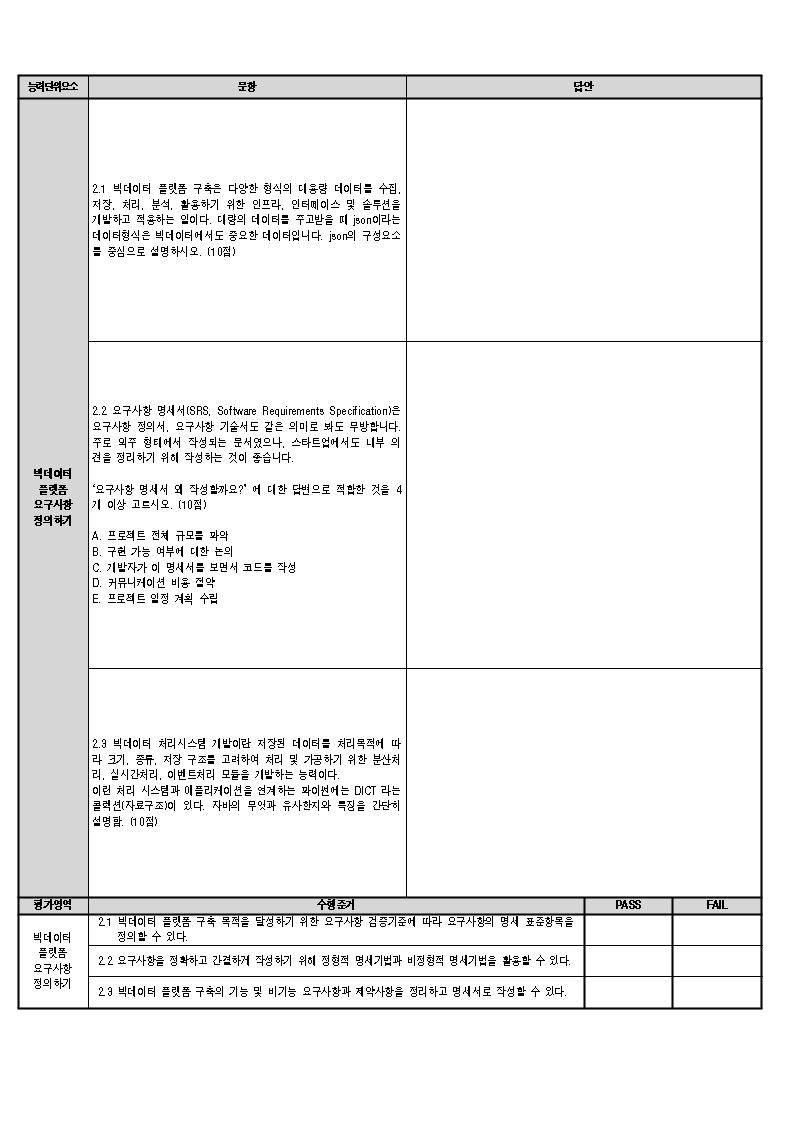 능력단위요소 문항 답안
2.1 빅데이터 플랫폼 구축은 다양한 형식의 대용량 데이터를 수집,
저장, 처리, 분석, 활용하기 위한 인프라, 인터페이스 및 솔루션을
개발하고 적용하는 일이다. 대량의 데이터를 주고받을 때 json이라는
데이터형식은 빅데이터에서도 중요한 데이터입니다. json의 구성요소
를 중심으로 설명하시오. (10점)
빅데이터
플랫폼
요구사항
정의하기
2.2 요구사항 명세서(SRS, Software Requirements Specification)은
요구사항 정의서, 요구사항 기술서도 같은 의미로 봐도 무방합니다.
주로 외주 형태에서 작성되는 문서였으나, 스타트업에서도 내부 의
견을 정리하기 위해 작성하는 것이 좋습니다.
'요구사항 명세서 왜 작성할까요?' 에 대한 답변으로 적합한 것을 4
개 이상 고르시오. (10점)
A. 프로젝트 전체 규모를 파악
B. 구현 가능 여부에 대한 논의
C. 개발자가 이 명세서를 보면서 코드를 작성
D. 커뮤니케이션 비용 절약
E. 프로젝트 일정 계획 수립
2.3 빅데이터 처리시스템 개발이란 저장된 데이터를 처리목적에 따
라 크기, 종류, 저장 구조를 고려하여 처리 및 가공하기 위한 분산처
리, 실시간처리, 이벤트처리 모듈을 개발하는 능력이다.
이런 처리 시스템과 애플리케이션을 연계하는 파이썬에는 DICT 라는
콜렉션(자료구조)이 있다. 자바의 무엇과 유사한지와 특징을 간단히
설명함. (10점)
평가영역 수행준거 PASS FAIL
빅데이터
플랫폼
요구사항
정의하기
2.1 빅데이터 플랫폼 구축 목적을 달성하기 위한 요구사항 검증기준에 따라 요구사항의 명세 표준항목을
정의할 수 있다.
2.2 요구사항을 정확하고 간결하게 작성하기 위해 정형적 명세기법과 비정형적 명세기법을 활용할 수 있다.
2.3 빅데이터 플랫폼 구축의 기능 및 비기능 요구사항과 제약사항을 정리하고 명세서로 작성할 수 있다.